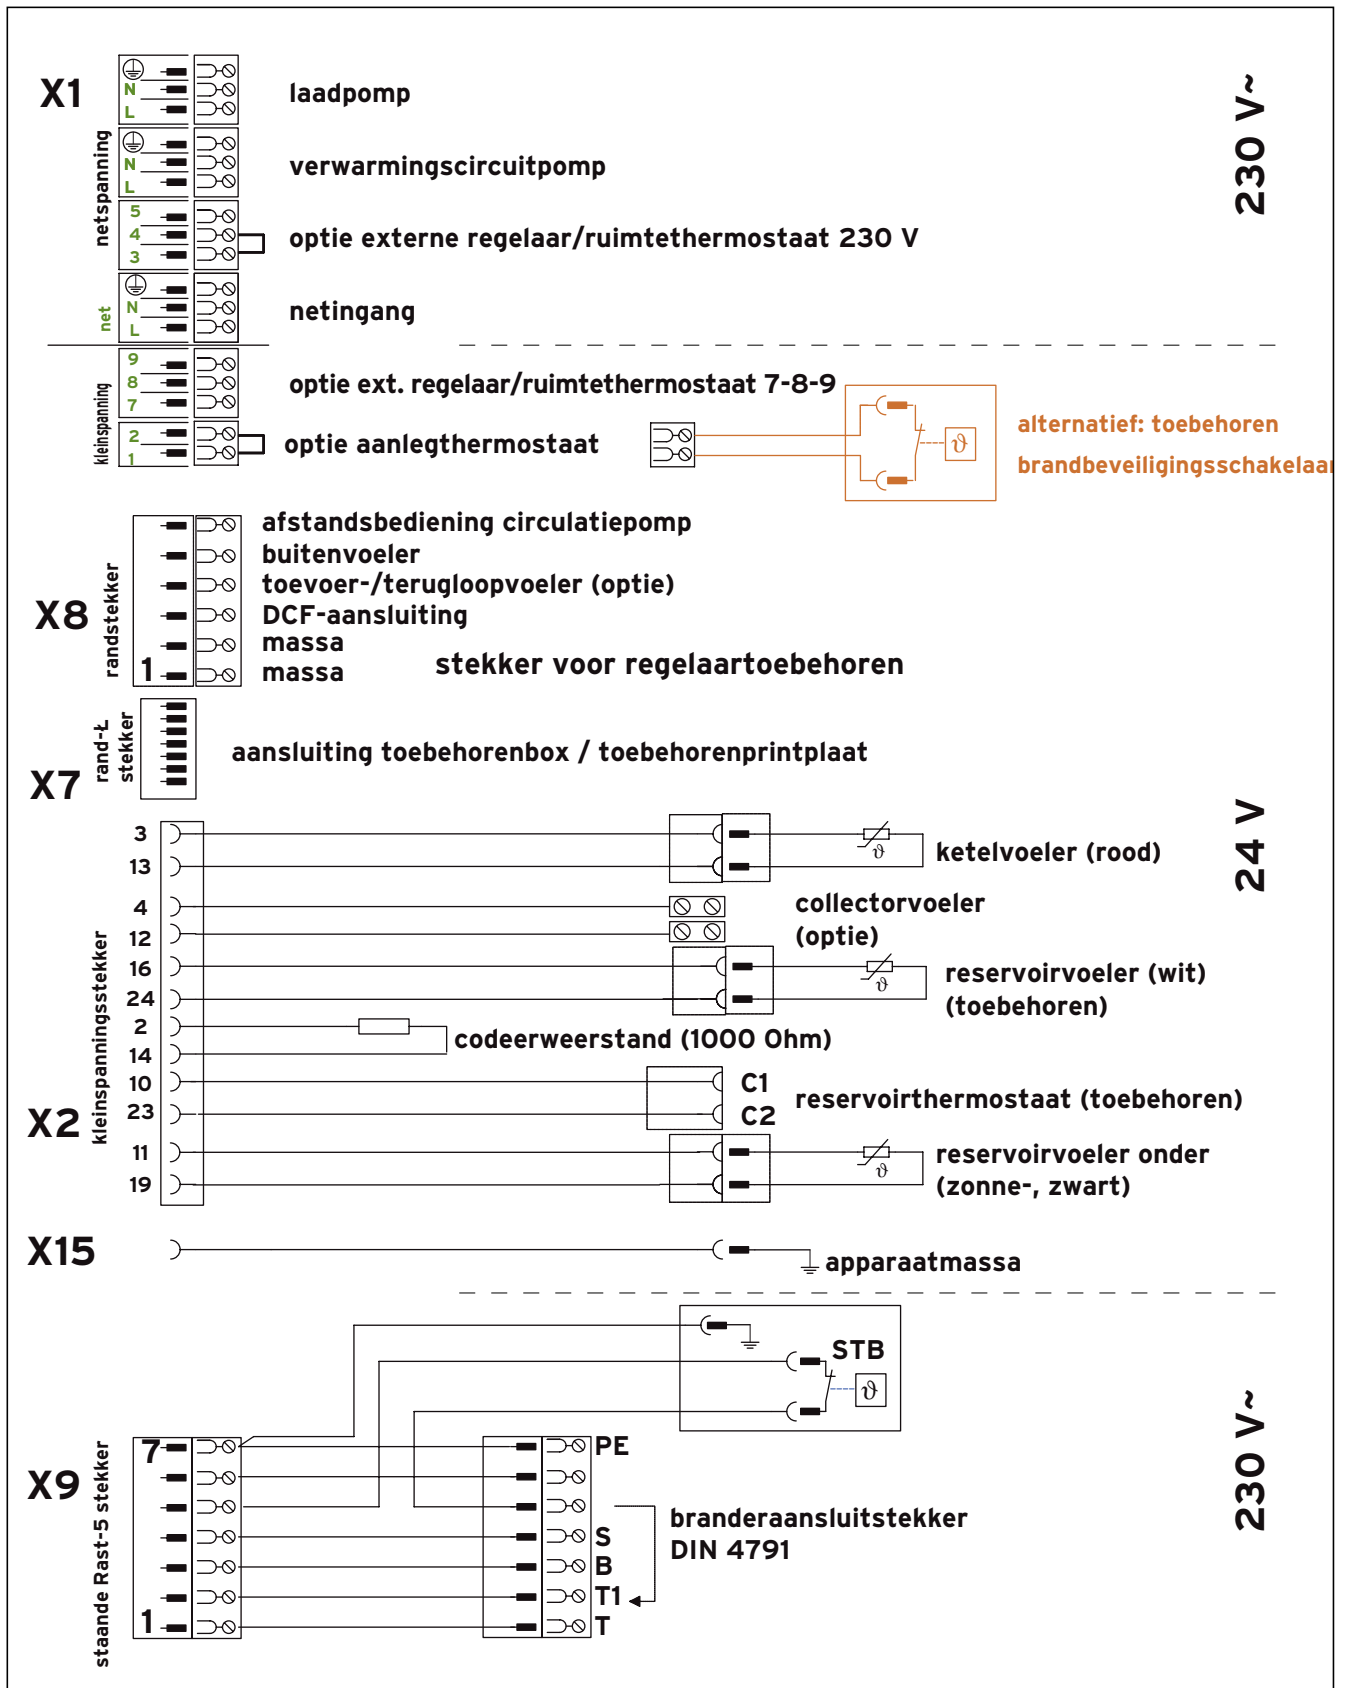 X1
netspanning
N
L
laadpomp
N
L
verwarmingscircuitpomp
5
4
3
optie externe regelaar/ruimtethermostaat 230 V
net
N
L
netingang
230 V~
kleinspanning
9
8
7
optie ext. regelaar/ruimtethermostaat 7-8-9
2
1
optie aanlegthermostaat
ϑ
alternatief: toebehoren
brandbeveiligingsschakelaar
X8
randstekker
1
afstandsbediening circulatiepomp
buitenvoeler
toevoer-/terugloopvoeler (optie)
DCF-aansluiting
massa
massa
stekker voor regelaartoebehoren
X7
rand-Ł
stekker
aansluiting toebehorenbox / toebehorenprintplaat
24 V
X2
kleinspanningsstekker
3
13
ϑ
ketelvoeler (rood)
4
12
collectorvoeler
(optie)
16
24
ϑ
reservoirvoeler (wit)
(toebehoren)
2
14
codeerweerstand (1000 Ohm)
10
23
C1
C2
reservoirthermostaat (toebehoren)
11
19
ϑ
reservoirvoeler onder
(zonne-, zwart)
X15
apparaatmassa
STB
ϑ
230 V~
X9
staande Rast-5 stekker
7
1
PE
S
B
T1
T
branderaansluitstekker
DIN 4791